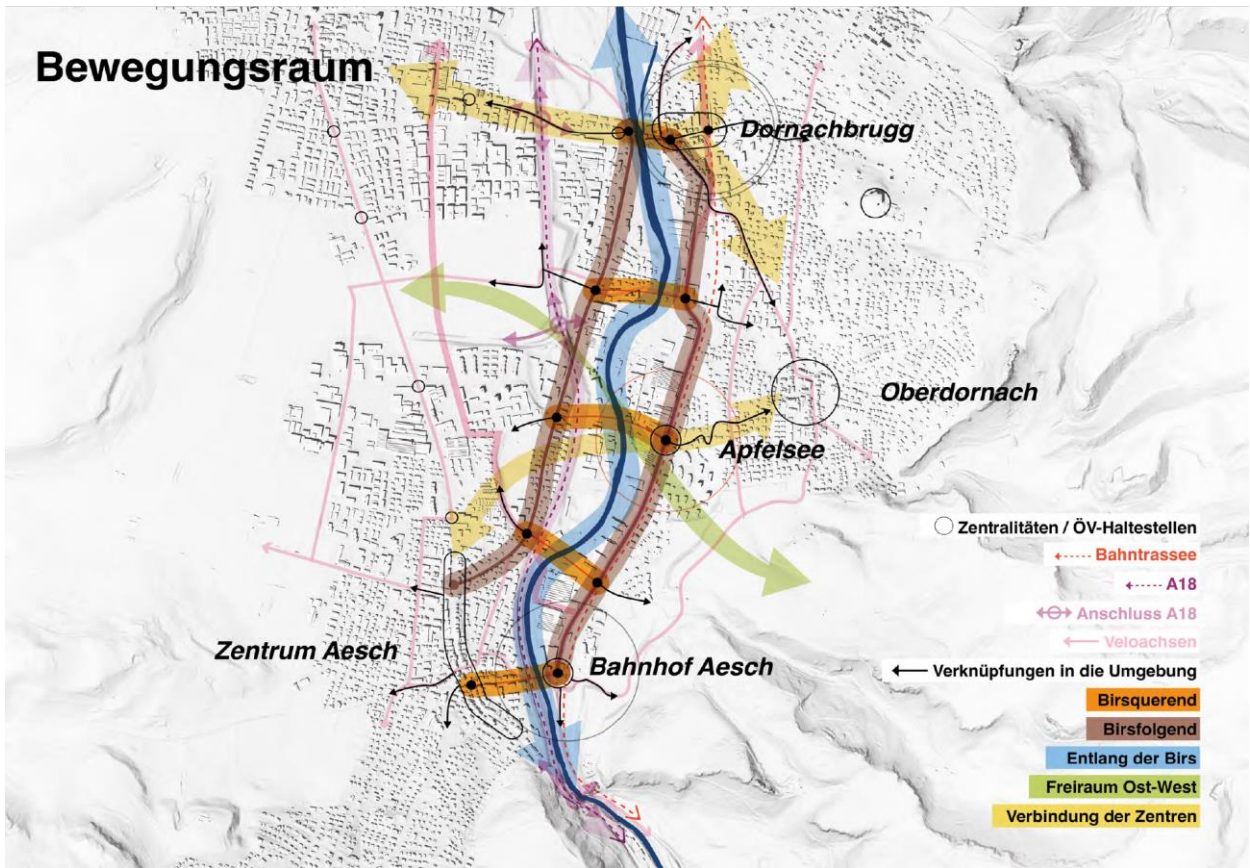 Bewegungsraum
Dornachbrugg
Oberdornach
Apfelsee
Zentrum Aesch
Bahnhof Aesch
Zentralitäten / ÖV-Haltestellen
Bahntrassee
A18
Anschluss A18
Veloachsen
Verknüpfungen in die Umgebung
Birsquerend
Birsfolgend
Entlang der Birs
Freiraum Ost-West
Verbindung der Zentren